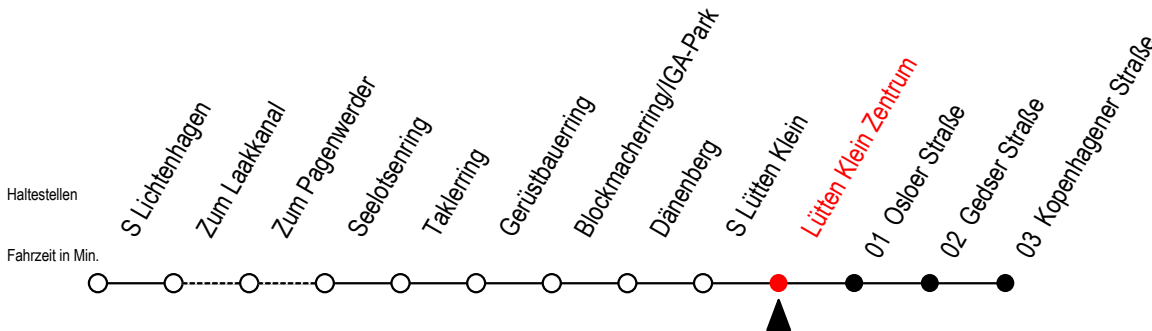 S Lichtenhagen
Zum Laakkanal
Zum Pagenwerder
Seelotsenring
Taklerring
Gerüstbauerring
Blockmacherring/IGA-Park
Dänenberg
S Lütten Klein
Lütten Klein Zentrum
01 Osloer Straße
02 Gedser Straße
03 Kopenhagener Straße
Haltestellen
Fahrzeit in Min.